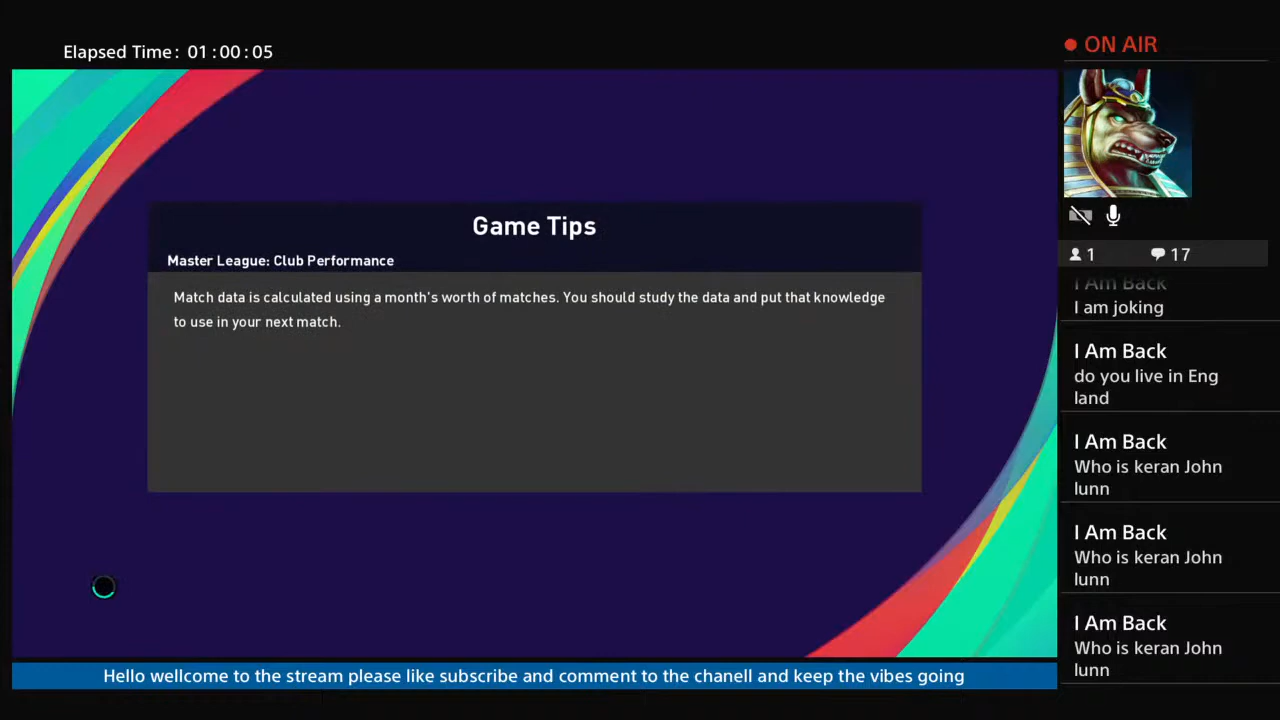 Elapsed Time: 01:00:05
ON AIR
Game Tips
Master League: Club Performance
Match data is calculated using a month's worth of matches. You should study the data and put that knowledge
to use in your next match.
1
17
I Am Back
I am joking
I Am Back
do you live in Eng
land
I Am Back
Who is keran John
lunn
I Am Back
Who is keran John
lunn
I Am Back
Who is keran John
lunn
Hello wellcome to the stream please like subscribe and comment to the chanell and keep the vibes going